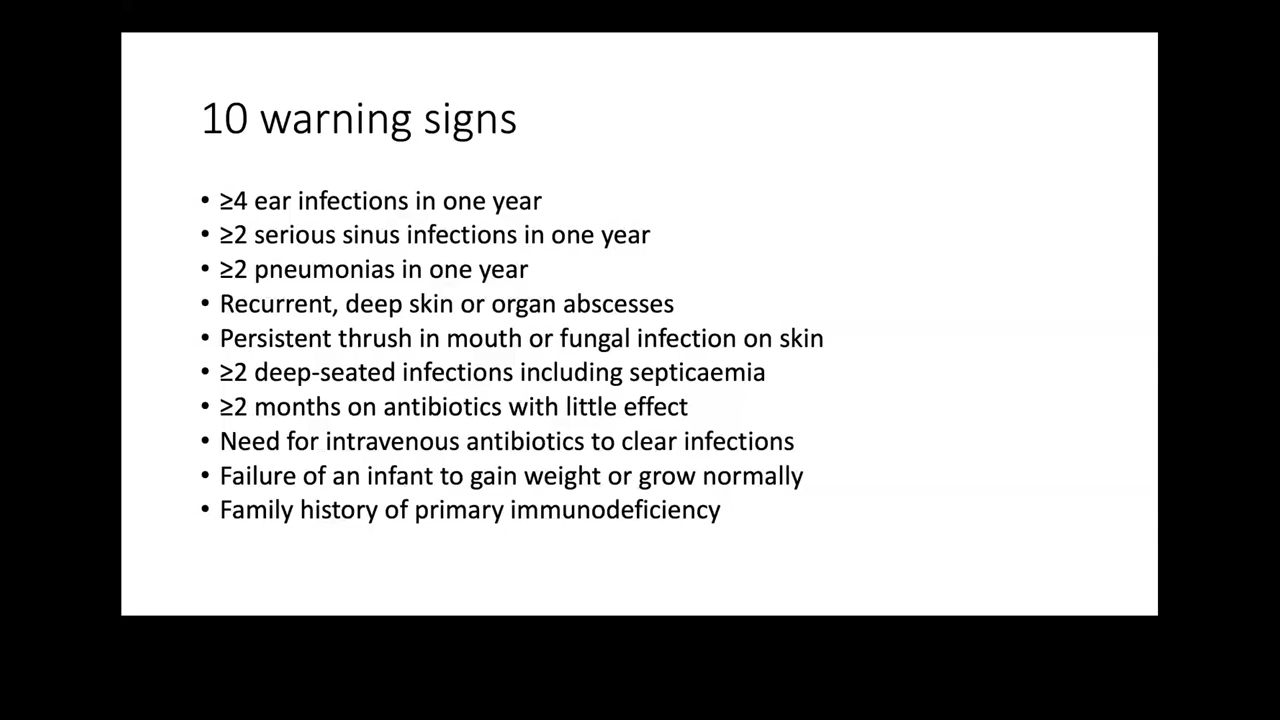 10 warning signs
• ≥4 ear infections in one year
• ≥2 serious sinus infections in one year
• ≥2 pneumonias in one year
• Recurrent, deep skin or organ abscesses
• Persistent thrush in mouth or fungal infection on skin
• ≥2 deep-seated infections including septicaemia
• ≥2 months on antibiotics with little effect
• Need for intravenous antibiotics to clear infections
• Failure of an infant to gain weight or grow normally
• Family history of primary immunodeficiency